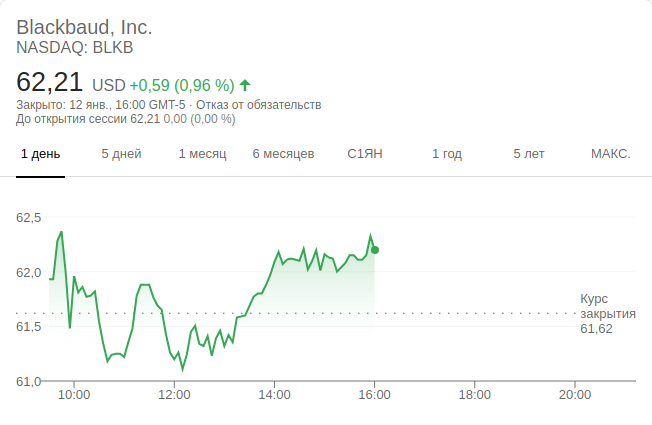 Blackbaud, Inc.
NASDAQ: BLKB
62,21 USD +0,59 (0,96 %)
Закрыто: 12 янв., 16:00 GMT-5 · Отказ от обязательств
До открытия сессии 62,21 0,00 (0,00 %)
1 день 5 дней 1 месяц 6 месяцев С1ЯН 1 год 5 лет МАКС.
62,5
62,0
Курс
закрытия
61,62
61,5
61,0
10:00 12:00 14:00 16:00 18:00 20:00